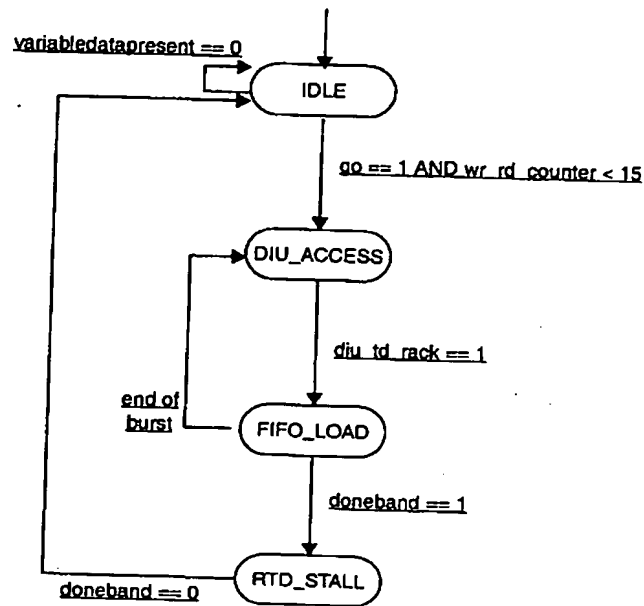 variabledatapresent == 0
IDLE
go == 1 AND wr_rd_counter < 15
DIU_ACCESS
diu_td_rack == 1
end of
burst
FIFO_LOAD
doneband == 1
RTD_STALL
doneband == 0